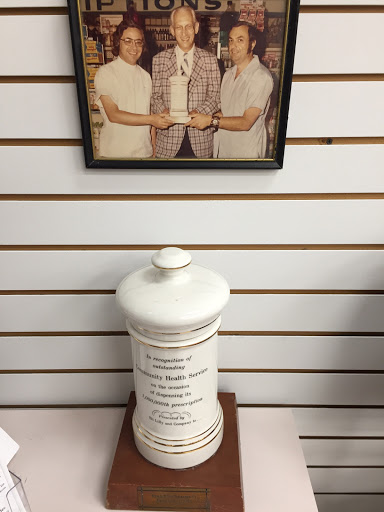 IPTIONS
In recognition of
outstanding
Community Health Service
on the occasion
of dispensing its
1,000,000th prescription
Presented by
Eli Lilly and Company